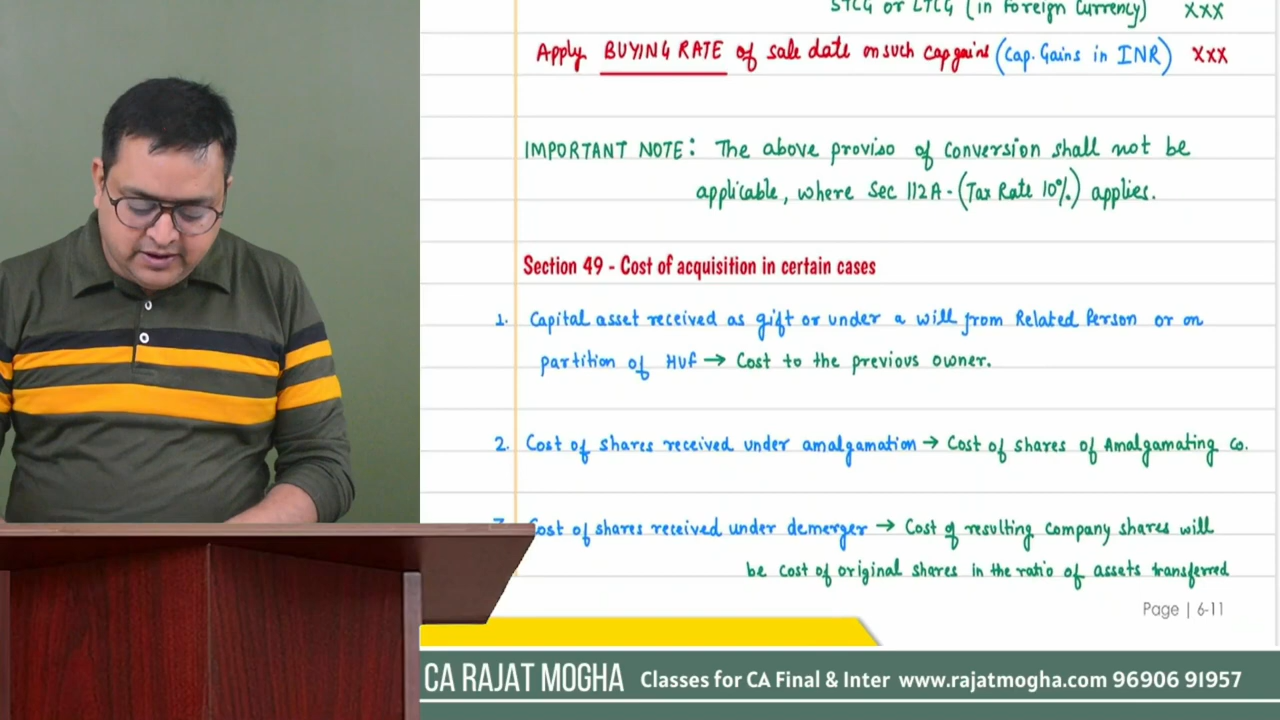 STCG or LTCG (in Foreign Currency) XXX
Apply BUYING RATE of sale date on such cap gains (Cap. Gains in INR) XXX
IMPORTANT NOTE: The above proviso of conversion shall not be
applicable, where Sec 112A - (Tax Rate 10%) applies.
Section 49 - Cost of acquisition in certain cases
1. Capital asset received as gift or under a will from Related Person or on
partition of HUF → Cost to the previous owner.
2. Cost of shares received under amalgamation → Cost of shares of Amalgamating Co.
Cost of shares received under demerger → Cost of resulting company shares will
be cost of original shares in the ratio of assets transferred
Page | 6-11
CA RAJAT MOGHA Classes for CA Final & Inter www.rajatmogha.com 96906 91957